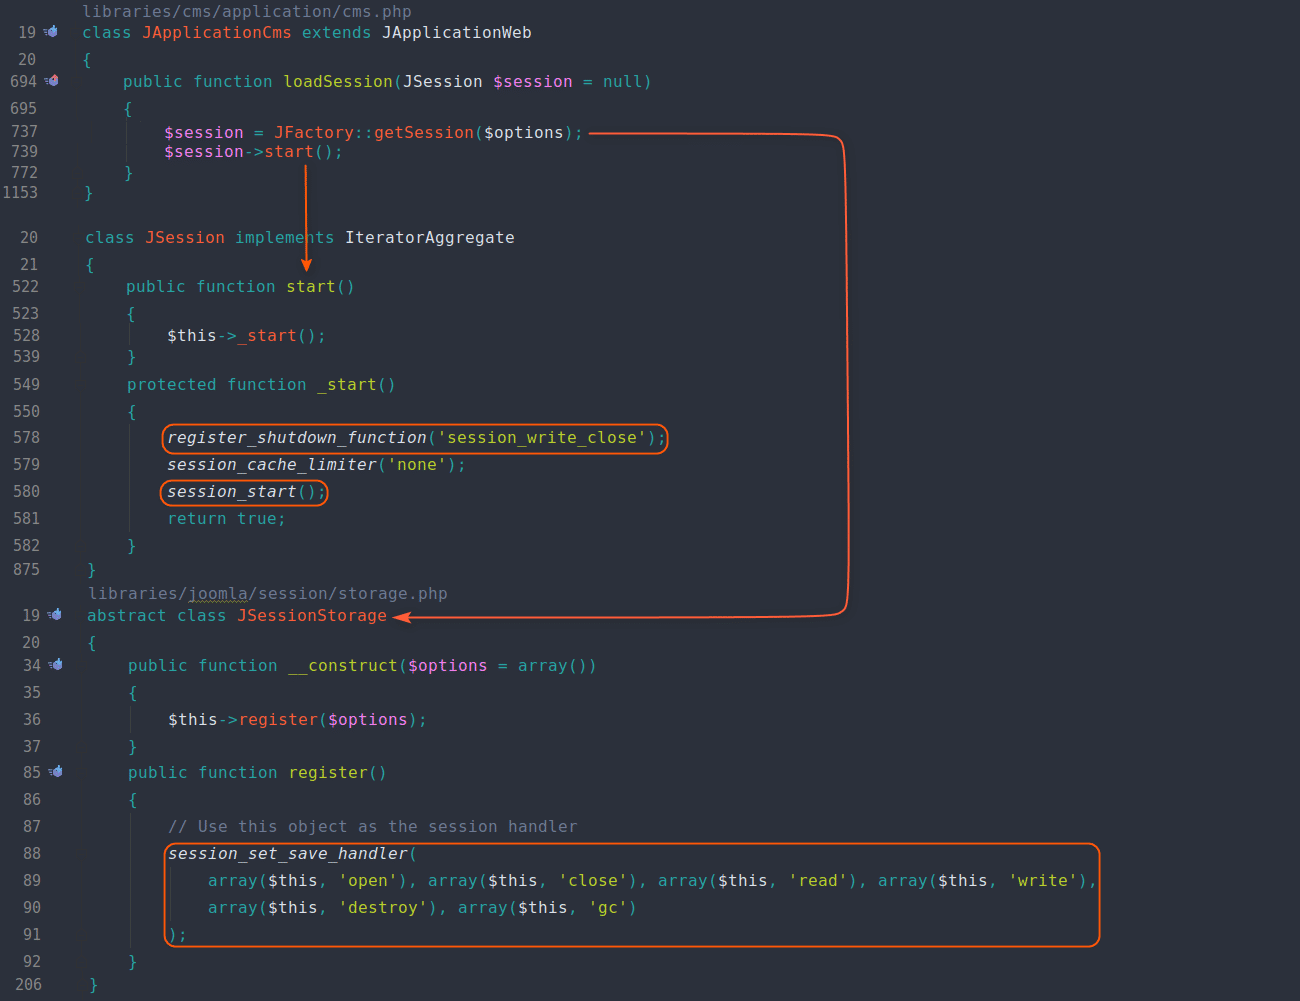 libraries/cms/application/cms.php
19 class JApplicationCms extends JApplicationWeb
20 {
694 public function loadSession(JSession $session = null)
695 {
737 $session = JFactory::getSession($options);
739 $session->start();
772 }
1153 }
20 class JSession implements IteratorAggregate
21 {
522 public function start()
523 {
528 $this->_start();
539 }
549 protected function _start()
550 {
578 register_shutdown_function('session_write_close');
579 session_cache_limiter('none');
580 session_start();
581 return true;
582 }
875 }
libraries/joomla/session/storage.php
19 abstract class JSessionStorage
20 {
34 public function __construct($options = array())
35 {
36 $this->register($options);
37 }
85 public function register()
86 {
87 // Use this object as the session handler
88 session_set_save_handler(
89 array($this, 'open'), array($this, 'close'), array($this, 'read'), array($this, 'write'),
90 array($this, 'destroy'), array($this, 'gc')
91 );
92 }
206 }